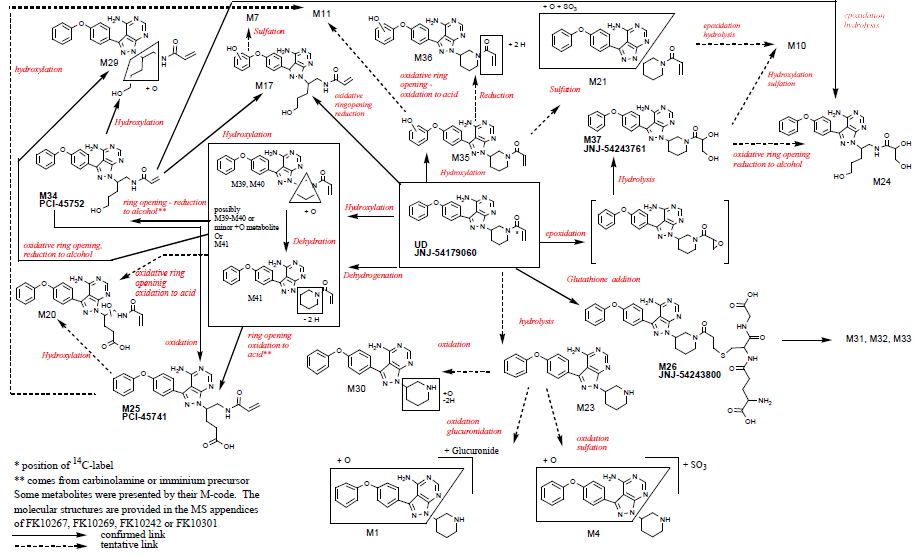 M7
M11
Sulfation
+ O + SO₃
epoxidation
hydrolysis
epoxidation
hydrolysis
hydroxylation
M29
+ O
M17
M36
+ 2 H
M21
M10
oxidative ring
opening -
oxidation to acid
Reduction
Sulfation
Hydroxylation
sulfation
oxidative
ringopening
reduction
Hydroxylation
Hydroxylation
M34
PCI-45752
M35
Hydroxylation
M37
JNJ-54243761
oxidative ring opening
reduction
M24
Hydrolysis
M39, M40
+ O
ring opening - reduction
to alcohol**
possibly
M39-M40 or
minor +O metabolite
Or
M41
Hydroxylation
Dehydration
UD
JNJ-54179060
*
epoxidation
oxidative ring opening,
reduction to alcohol
Dehydrogenation
Glutathione addition
oxidative ring
opening
oxidation to acid
M41
- 2 H
M20
hydrolysis
oxidation
ring opening
oxidation to
acid**
Hydroxylation
oxidation
M30
+O
-2H
M23
M26
JNJ-54243800
M31, M32, M33
M25
PCI-45741
oxidation
glucuronidation
+ Glucuronide
oxidation
sulfation
+ O
M1
+ O
+ SO₃
M4
* position of ¹⁴C-label
** comes from carbinolamine or imminium precursor
Some metabolites were presented by their M-code. The
molecular structures are provided in the MS appendices
of FK10267, FK10269, FK10242 or FK10301
confirmed link
tentative link